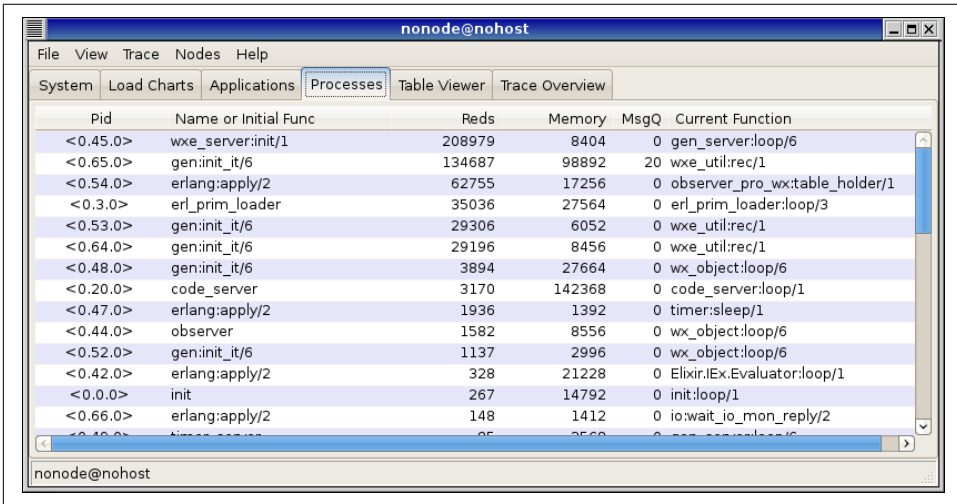 nonode@nohost
File View Trace Nodes Help
System Load Charts Applications Processes Table Viewer Trace Overview
Pid Name or Initial Func Reds Memory MsgQ Current Function
<0.45.0> wxe_server:init/1 208979 8404 0 gen_server:loop/6
<0.65.0> gen:init_it/6 134687 98892 20 wxe_util:rec/1
<0.54.0> erlang:apply/2 62755 17256 0 observer_pro_wx:table_holder/1
<0.3.0> erl_prim_loader 35036 27564 0 erl_prim_loader:loop/3
<0.53.0> gen:init_it/6 29306 6052 0 wxe_util:rec/1
<0.64.0> gen:init_it/6 29196 8456 0 wxe_util:rec/1
<0.48.0> gen:init_it/6 3894 27664 0 wx_object:loop/6
<0.20.0> code_server 3170 142368 0 code_server:loop/1
<0.47.0> erlang:apply/2 1936 1392 0 timer:sleep/1
<0.44.0> observer 1582 8556 0 wx_object:loop/6
<0.52.0> gen:init_it/6 1137 2996 0 wx_object:loop/6
<0.42.0> erlang:apply/2 328 21228 0 Elixir.IEx.Evaluator:loop/1
<0.0.0> init 267 14792 0 init:loop/1
<0.66.0> erlang:apply/2 148 1412 0 io:wait_io_mon_reply/2
nonode@nohost